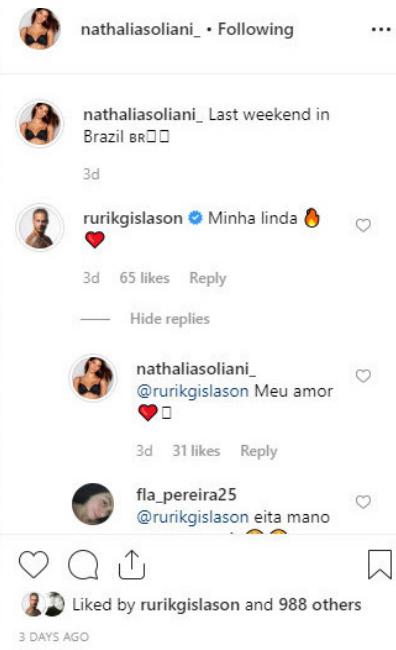 nathaliasoliani_ • Following
nathaliasoliani_ Last weekend in
Brazil BR
3d
rurikgislason Minha linda 🔥
❤️
3d 65 likes Reply
Hide replies
nathaliasoliani_
@rurikgislason Meu amor
❤️
3d 31 likes Reply
fla_pereira25
@rurikgislason eita mano
Liked by rurikgislason and 988 others
3 DAYS AGO